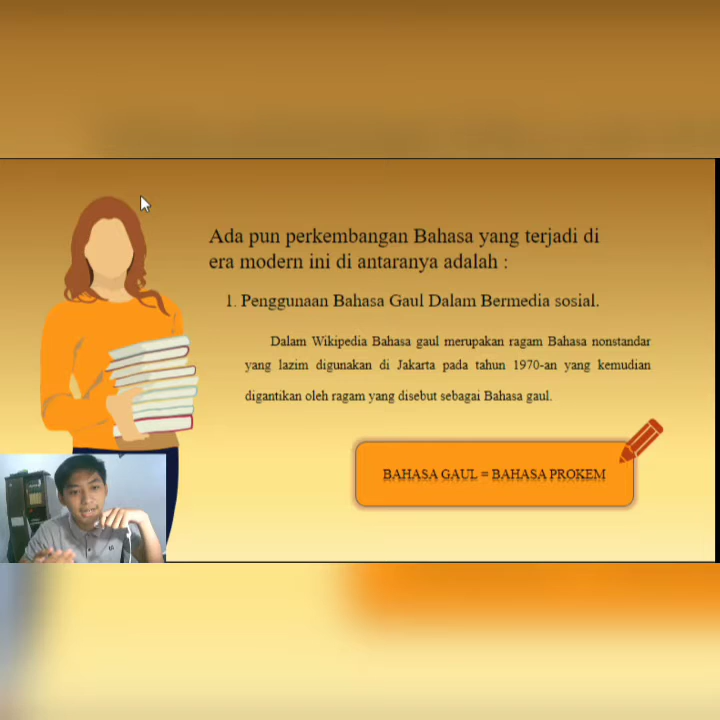 Ada pun perkembangan Bahasa yang terjadi di
era modern ini di antaranya adalah :
1. Penggunaan Bahasa Gaul Dalam Bermedia sosial.
Dalam Wikipedia Bahasa gaul merupakan ragam Bahasa nonstandar
yang lazim digunakan di Jakarta pada tahun 1970-an yang kemudian
digantikan oleh ragam yang disebut sebagai Bahasa gaul.
BAHASA GAUL = BAHASA PROKEM